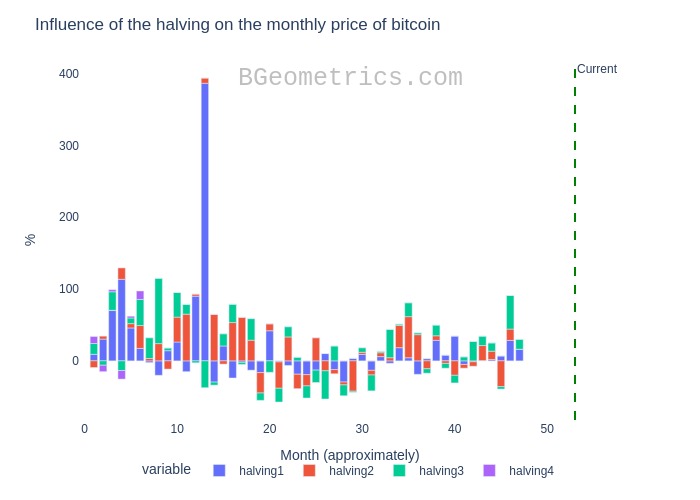 Influence of the halving on the monthly price of bitcoin
BGeometrics.com
Current
400
300
200
100
0
%
0 10 20 30 40 50
Month (approximately)
variable halving1 halving2 halving3 halving4